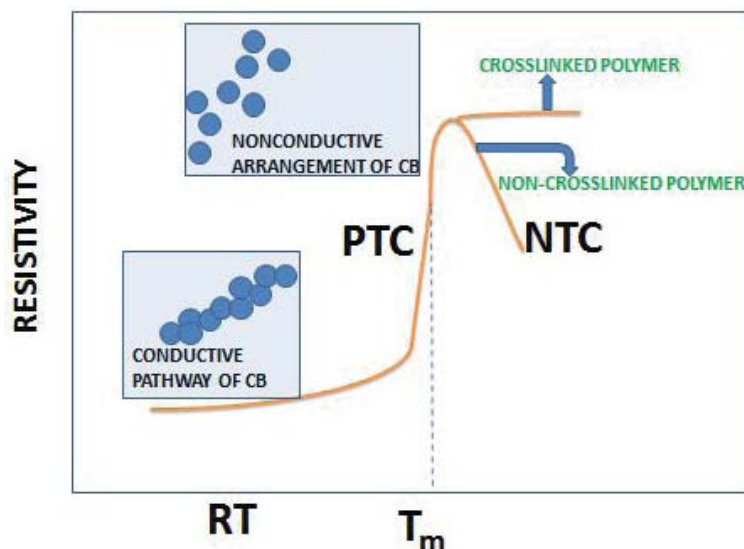 CROSSLINKED POLYMER
NONCONDUCTIVE
ARRANGEMENT OF CB
NON-CROSSLINKED POLYMER
RESISTIVITY
PTC
NTC
CONDUCTIVE
PATHWAY OF CB
RT
Tm